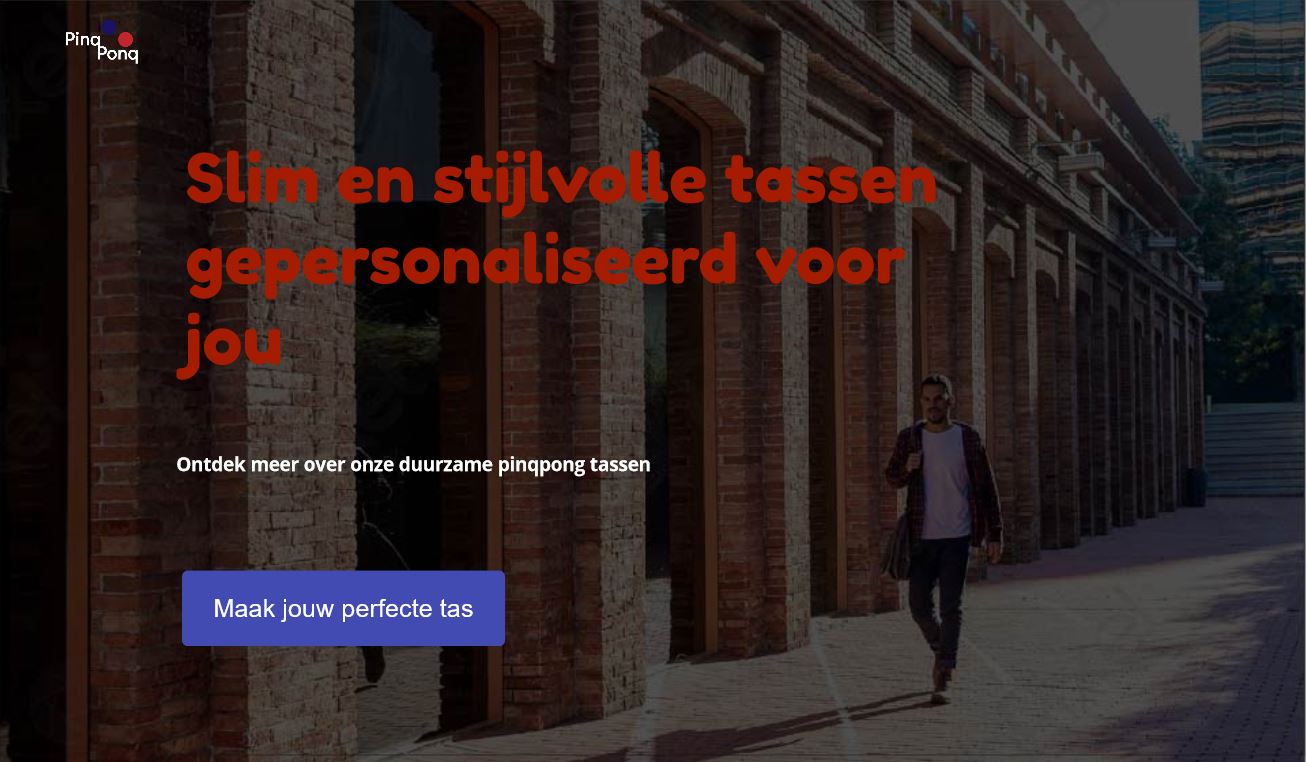 Pinq
Ponq
Slim en stijlvolle tassen
gepersonaliseerd voor
jou
Ontdek meer over onze duurzame pinqpong tassen
Maak jouw perfecte tas